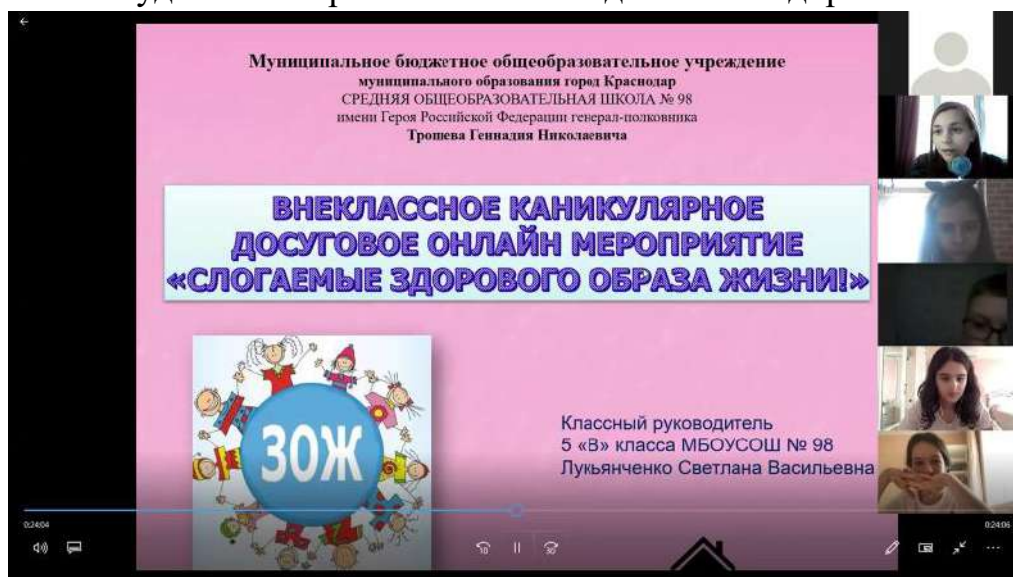 Муниципальное бюджетное общеобразовательное учреждение
муниципального образования город Краснодар
СРЕДНЯЯ ОБЩЕОБРАЗОВАТЕЛЬНАЯ ШКОЛА № 98
имени Героя Российской Федерации генерал-полковника
Трошева Геннадия Николаевича
ВНЕКЛАССНОЕ КАНИКУЛЯРНОЕ
ДОСУГОВОЕ ОНЛАЙН МЕРОПРИЯТИЕ
«СЛОГАЕМЫЕ ЗДОРОВОГО ОБРАЗА ЖИЗНИ!»
ЗОЖ
Классный руководитель
5 «В» класса МБОУСОШ № 98
Лукьянченко Светлана Васильевна
0:24:04
0:24:06
10
30